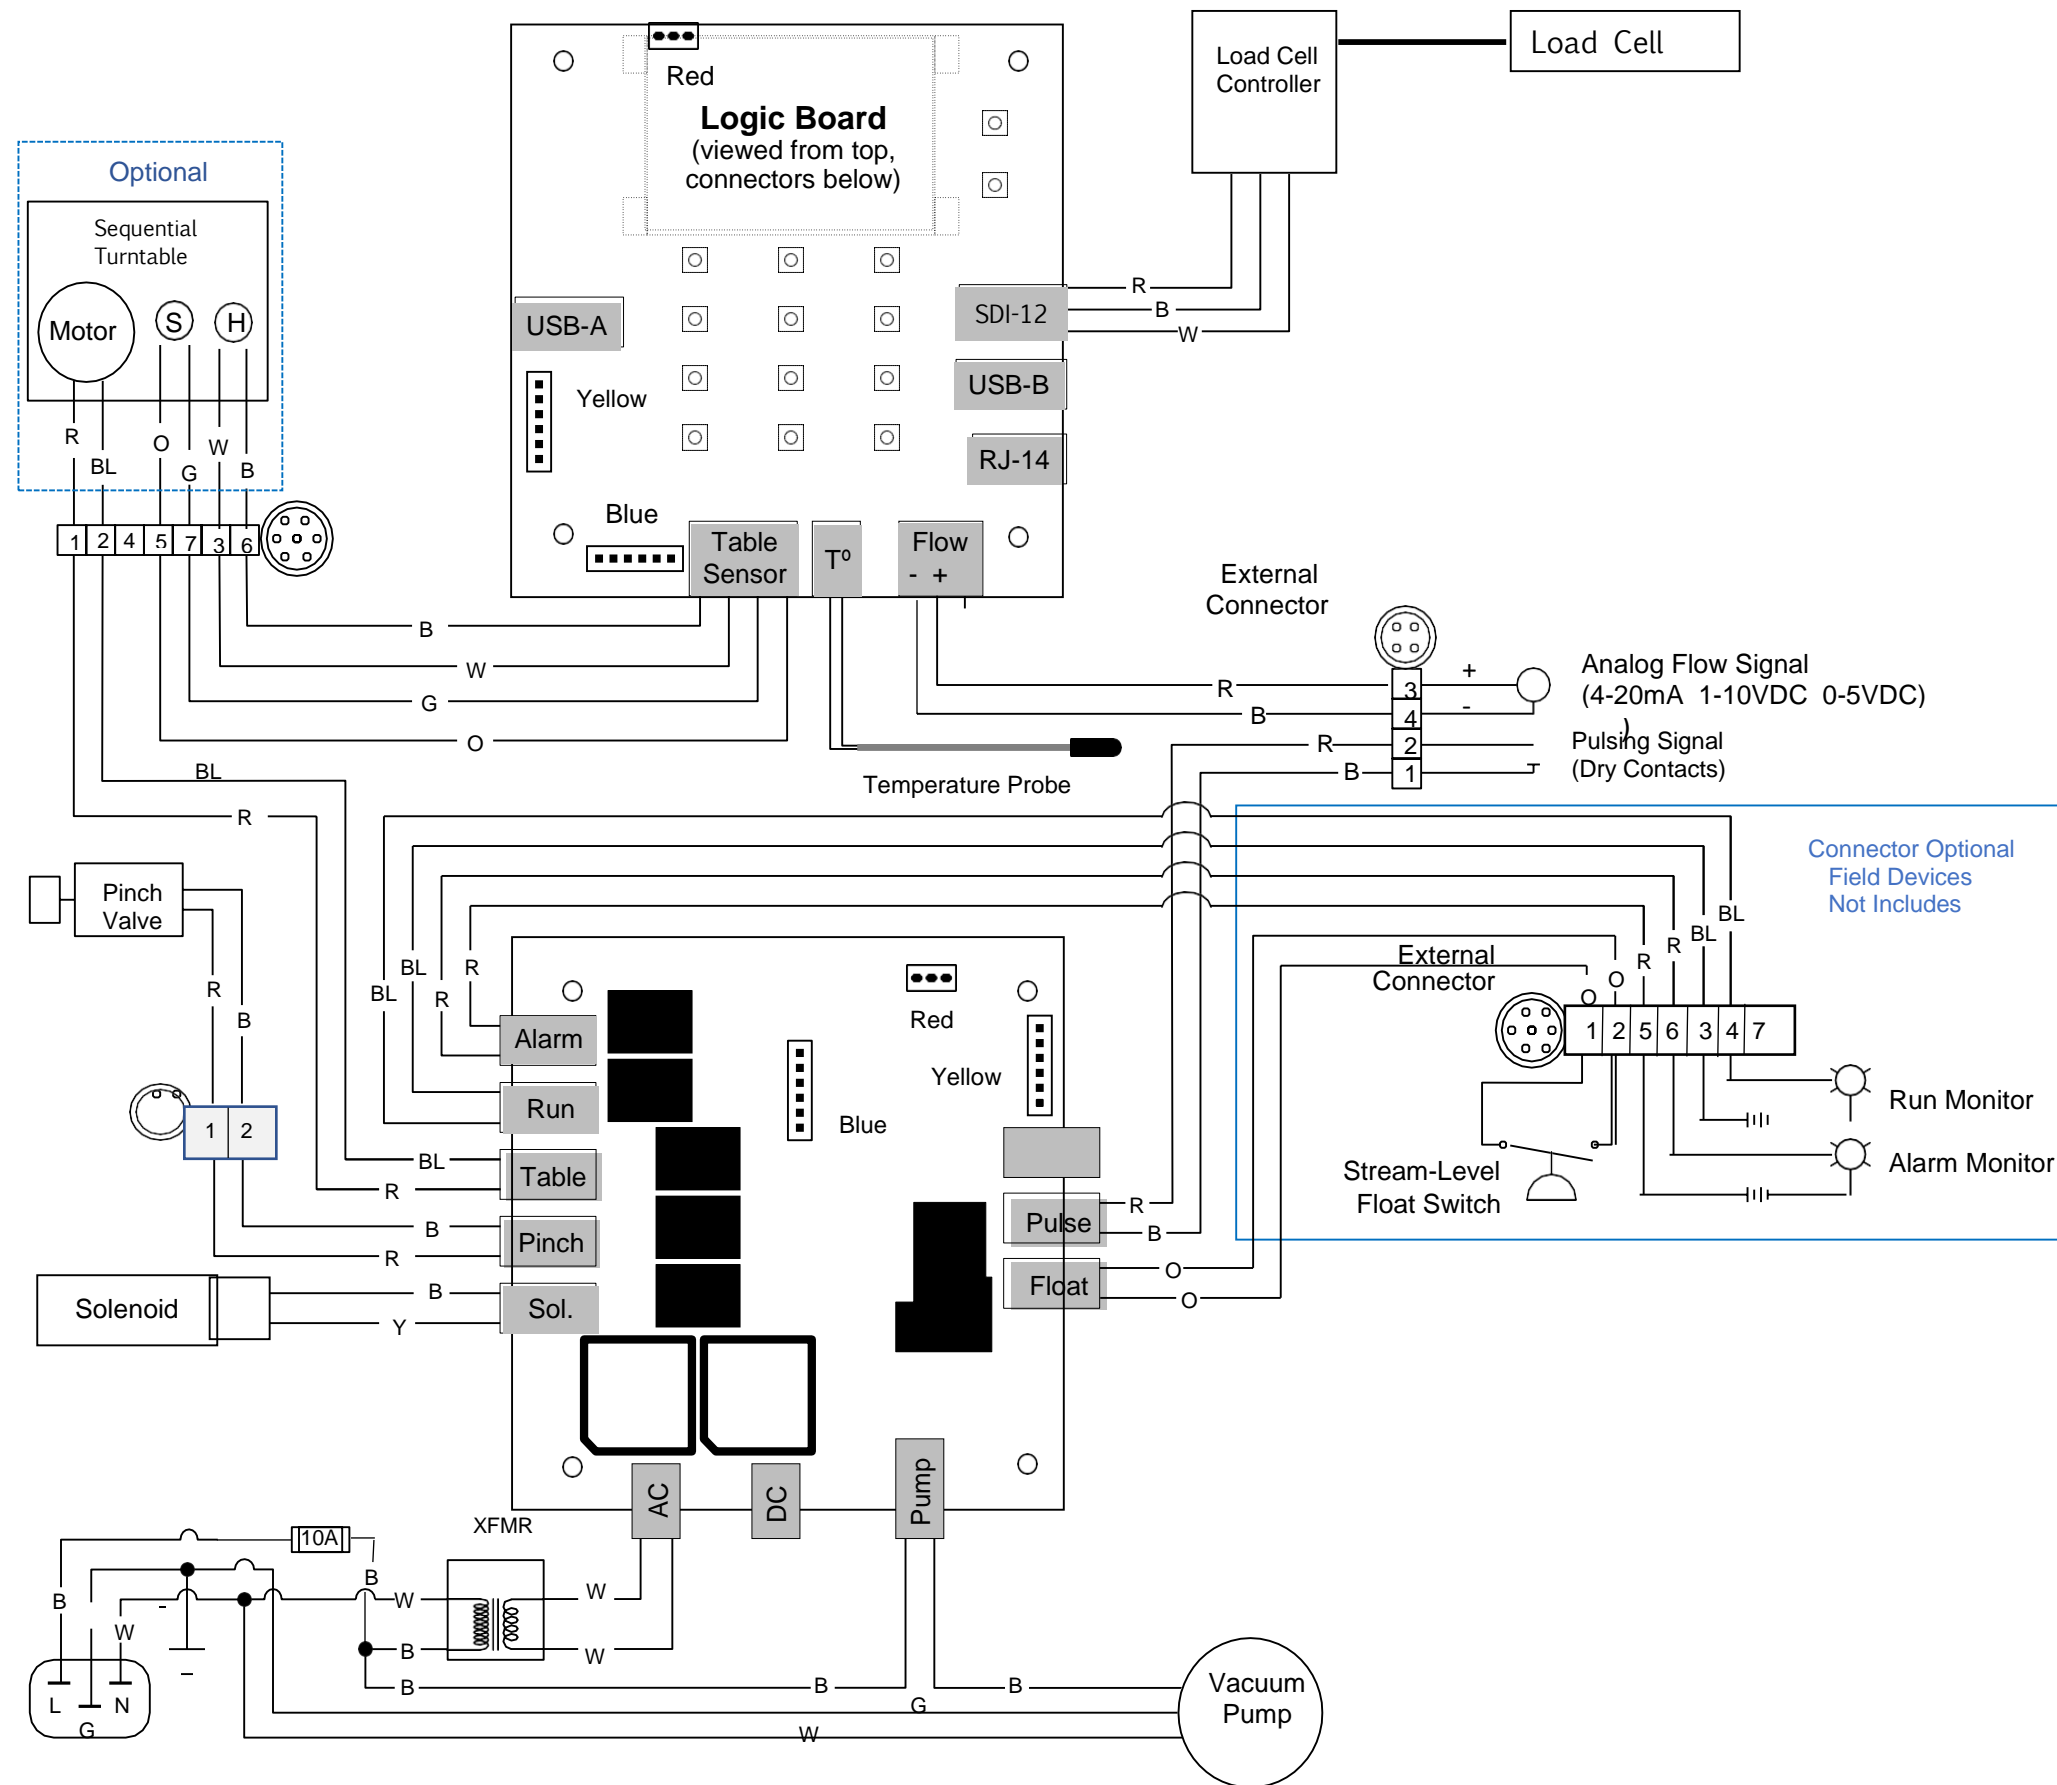 Load Cell
Controller
Load Cell
Red
Logic Board
(viewed from top,
connectors below)
Optional
Sequential
Turntable
Motor
S
H
USB-A
SDI-12
R
B
W
USB-B
Yellow
RJ-14
R
BL
O
G
W
B
Blue
1 2 4 5 7 3 6
Table
Sensor
Tº
Flow
- +
External
Connector
B
W
G
O
BL
R
Temperature Probe
R
B
R
B
3
4
2
1
+
-
Analog Flow Signal
(4-20mA 1-10VDC 0-5VDC)
)
Pulsing Signal
(Dry Contacts)
Connector Optional
Field Devices
Not Includes
Pinch
Valve
R
B
1 2
BL
BL
R
R
External
Connector
O
O
R
R
BL
BL
1 2 5 6 3 4 7
Red
Yellow
Blue
Alarm
Run
Table
Pinch
Sol.
BL
R
B
R
B
Y
Solenoid
Pulse
Float
R
B
O
O
Run Monitor
Alarm Monitor
Stream-Level
Float Switch
AC
DC
Pump
XFMR
10A
B
B
W
W
B
W
W
B
B
B
G
W
-
L
G
N
Vacuum
Pump